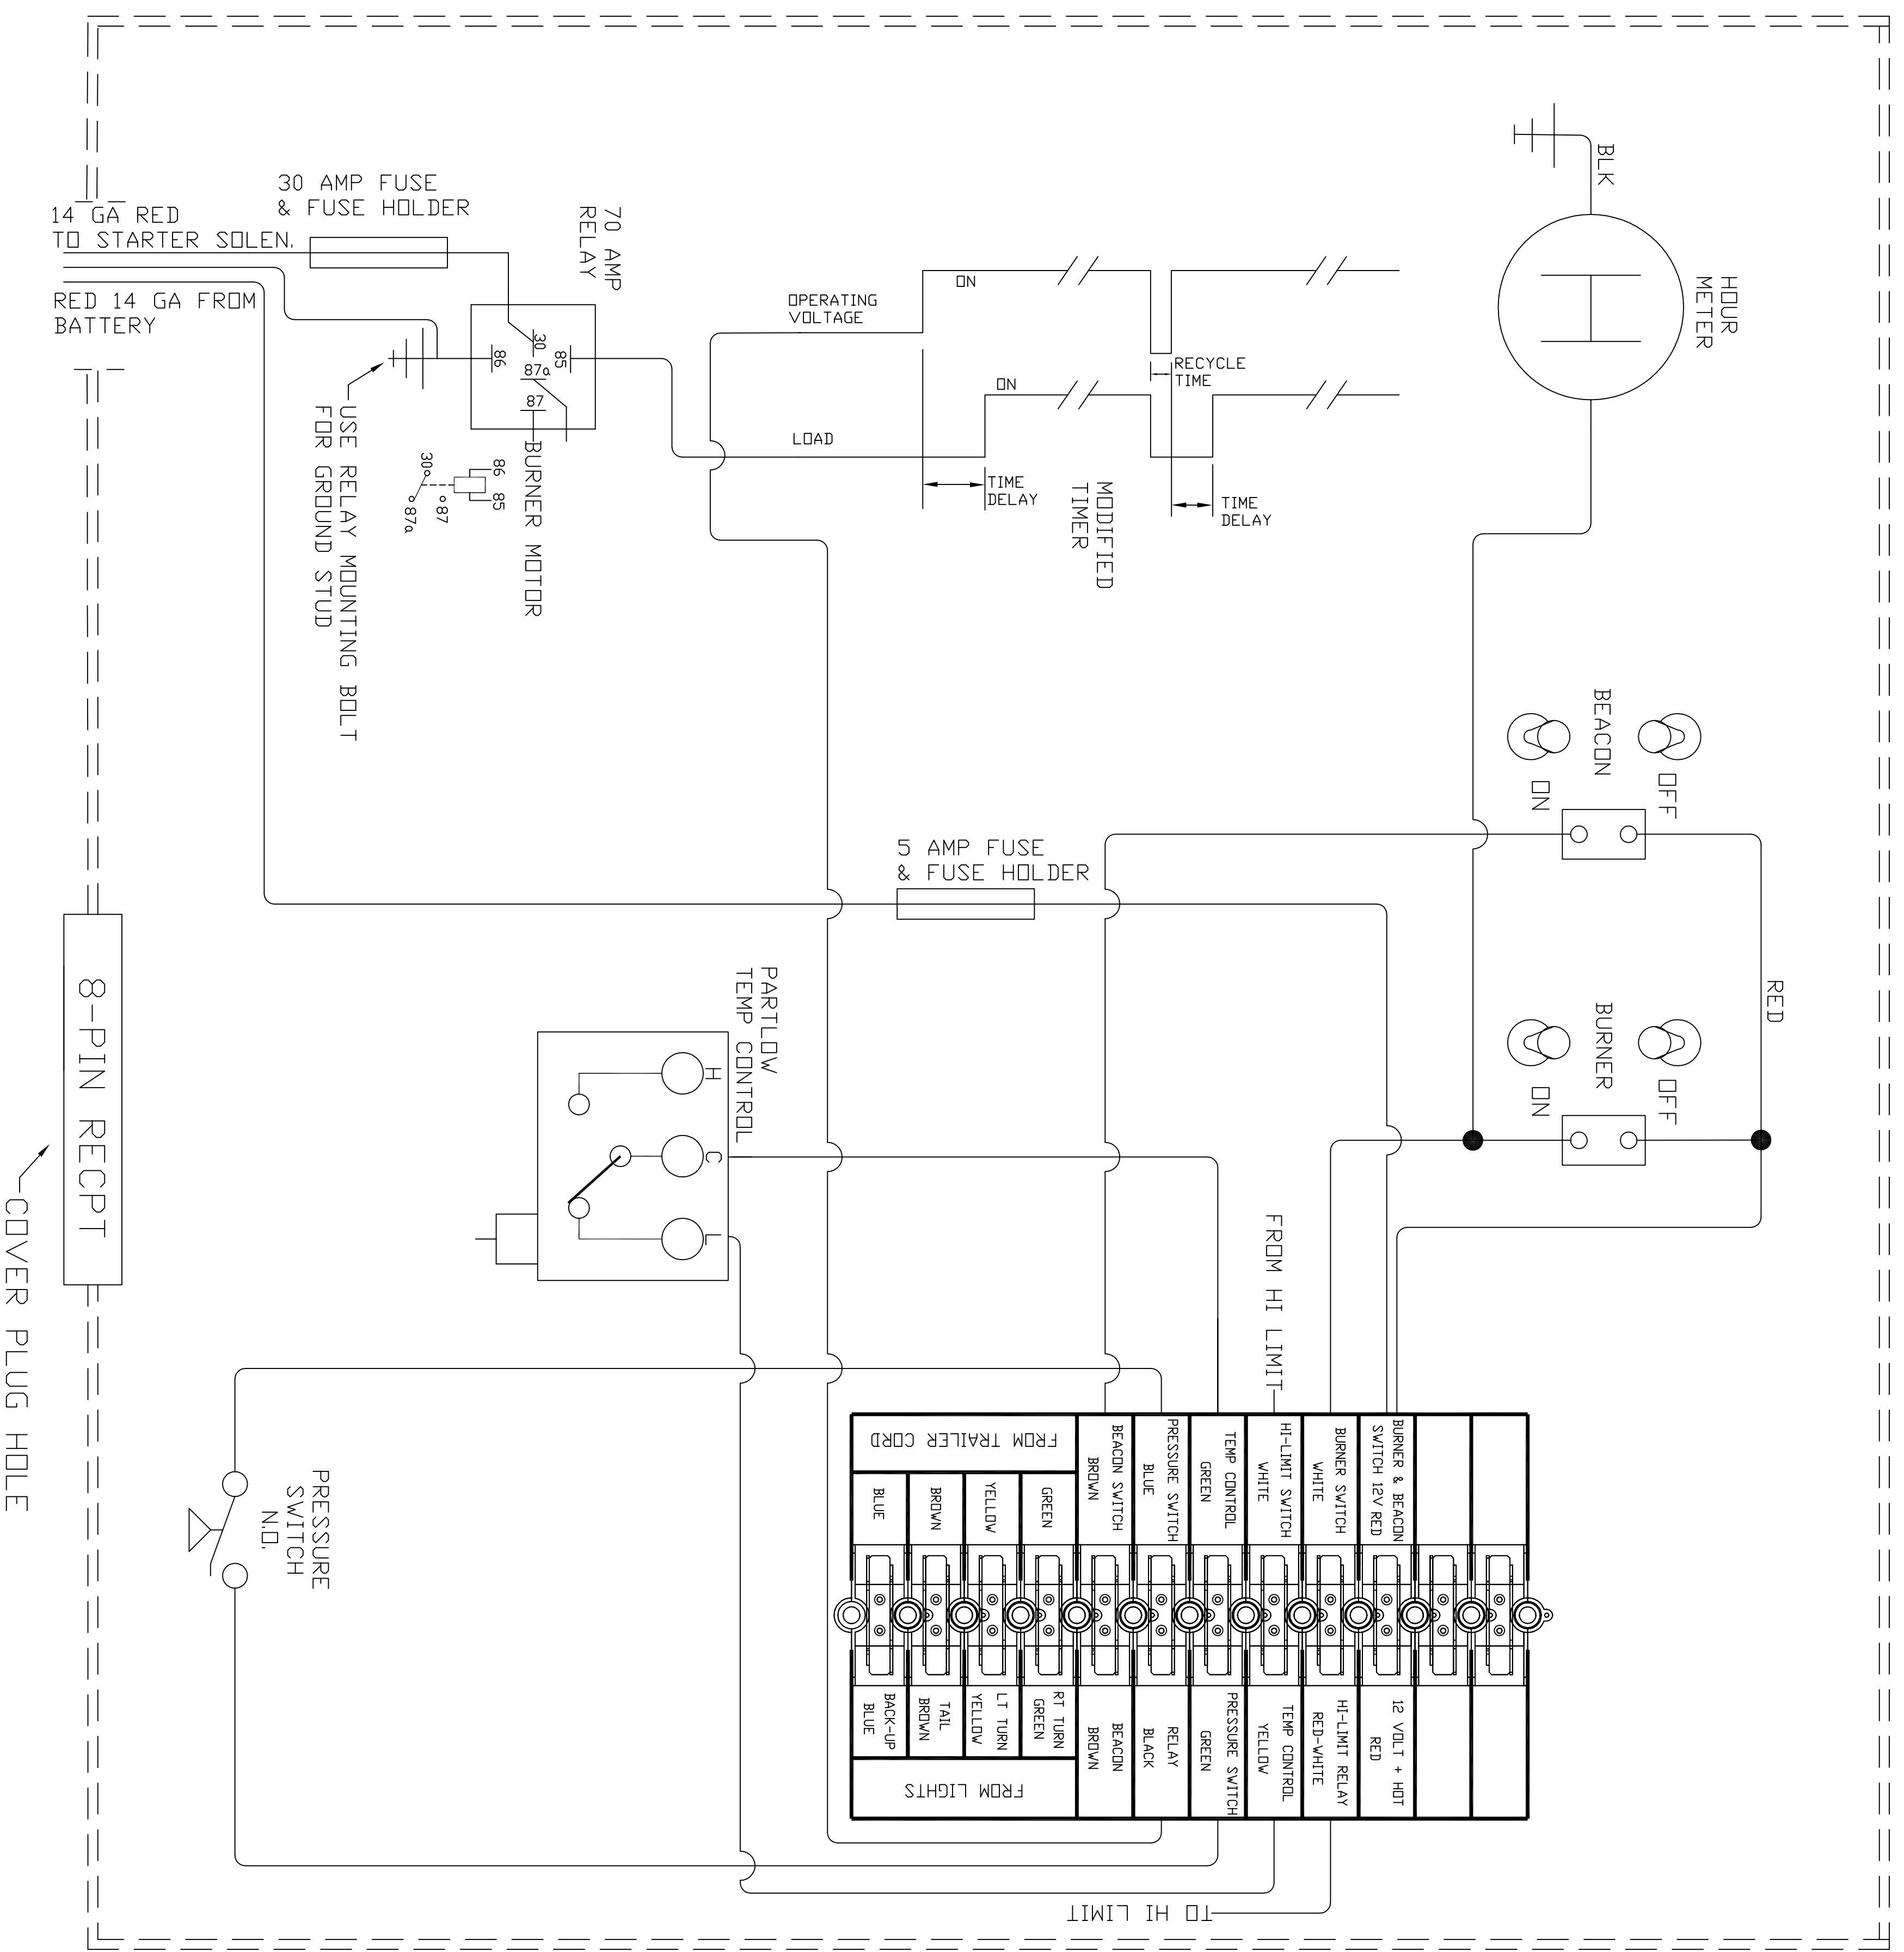 BLK
30 AMP FUSE
& FUSE HOLDER
14 GA RED
TO STARTER SOLEN.
RED 14 GA FROM
BATTERY
70 AMP
RELAY
30
85
86
87a
87
BURNER MOTOR
86
85
30
87
87a
USE RELAY MOUNTING BOLT
FOR GROUND STUD
OPERATING
VOLTAGE
ON
RECYCLE
TIME
ON
LOAD
TIME
DELAY
TIME
DELAY
MODIFIED
TIMER
HOUR
METER
BEACON
OFF
ON
5 AMP FUSE
& FUSE HOLDER
RED
BURNER
OFF
ON
PARTLOW
TEMP CONTROL
H
C
L
8-PIN RECPT
COVER PLUG HOLE
FROM HI LIMIT
PRESSURE
SWITCH
N.O.
FROM TRAILER CORD
BLUE
BROWN
YELLOW
GREEN
BEACON SWITCH
BROWN
PRESSURE SWITCH
BLUE
TEMP CONTROL
GREEN
HI-LIMIT SWITCH
WHITE
BURNER SWITCH
WHITE
BURNER & BEACON
SWITCH 12V RED
BACK-UP
BLUE
TAIL
BROWN
LT TURN
YELLOW
RT TURN
GREEN
BEACON
BROWN
RELAY
BLACK
PRESSURE SWITCH
GREEN
TEMP CONTROL
YELLOW
HI-LIMIT RELAY
RED-WHITE
12 VOLT + HOT
RED
FROM LIGHTS
TO HI LIMIT